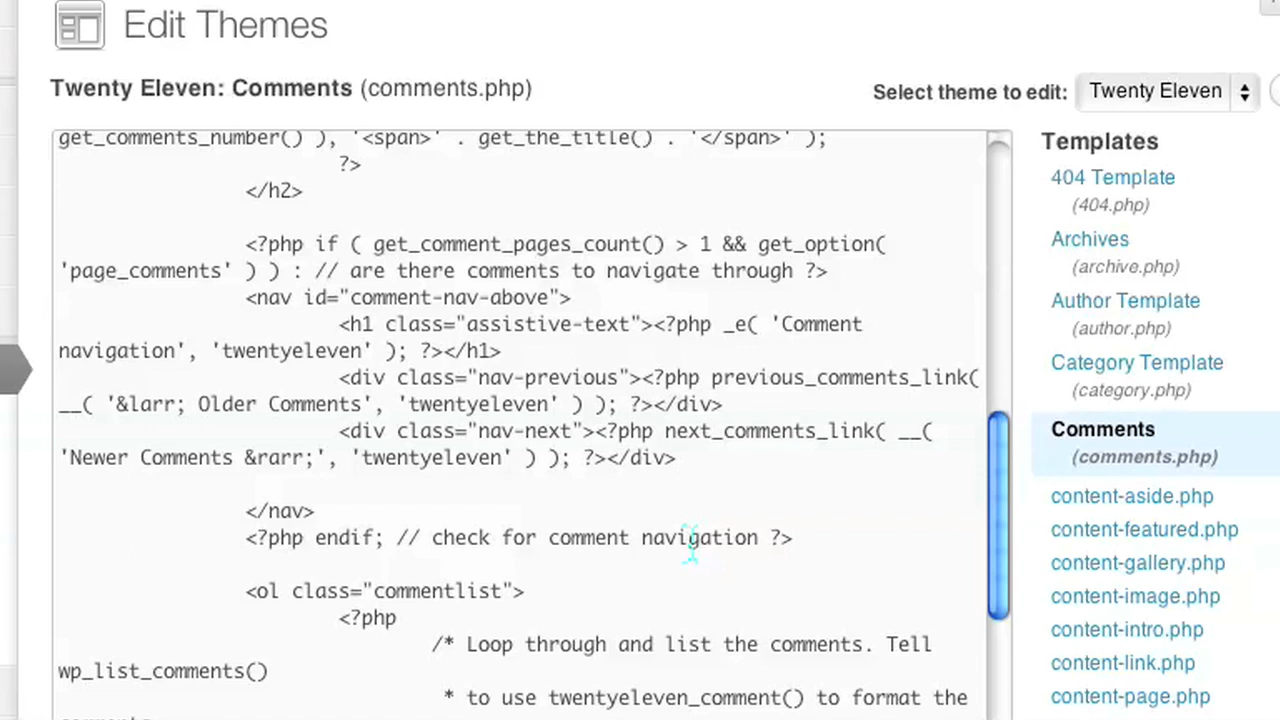 Edit Themes
Twenty Eleven: Comments (comments.php)
Select theme to edit: Twenty Eleven
get_comments_number() ), '<span>' . get_the_title() . '</span>' );
?>
</h2>
<?php if ( get_comment_pages_count() > 1 && get_option(
'page_comments' ) ) : // are there comments to navigate through ?>
<nav id="comment-nav-above">
<h1 class="assistive-text"><?php _e( 'Comment
navigation', 'twentyeleven' ); ?></h1>
<div class="nav-previous"><?php previous_comments_link(
__( '&larr; Older Comments', 'twentyeleven' ) ); ?></div>
<div class="nav-next"><?php next_comments_link( __(
'Newer Comments &rarr;', 'twentyeleven' ) ); ?></div>
</nav>
<?php endif; // check for comment navigation ?>
<ol class="commentlist">
<?php
/* Loop through and list the comments. Tell
wp_list_comments()
* to use twentyeleven_comment() to format the
Templates
404 Template
(404.php)
Archives
(archive.php)
Author Template
(author.php)
Category Template
(category.php)
Comments
(comments.php)
content-aside.php
content-featured.php
content-gallery.php
content-image.php
content-intro.php
content-link.php
content-page.php